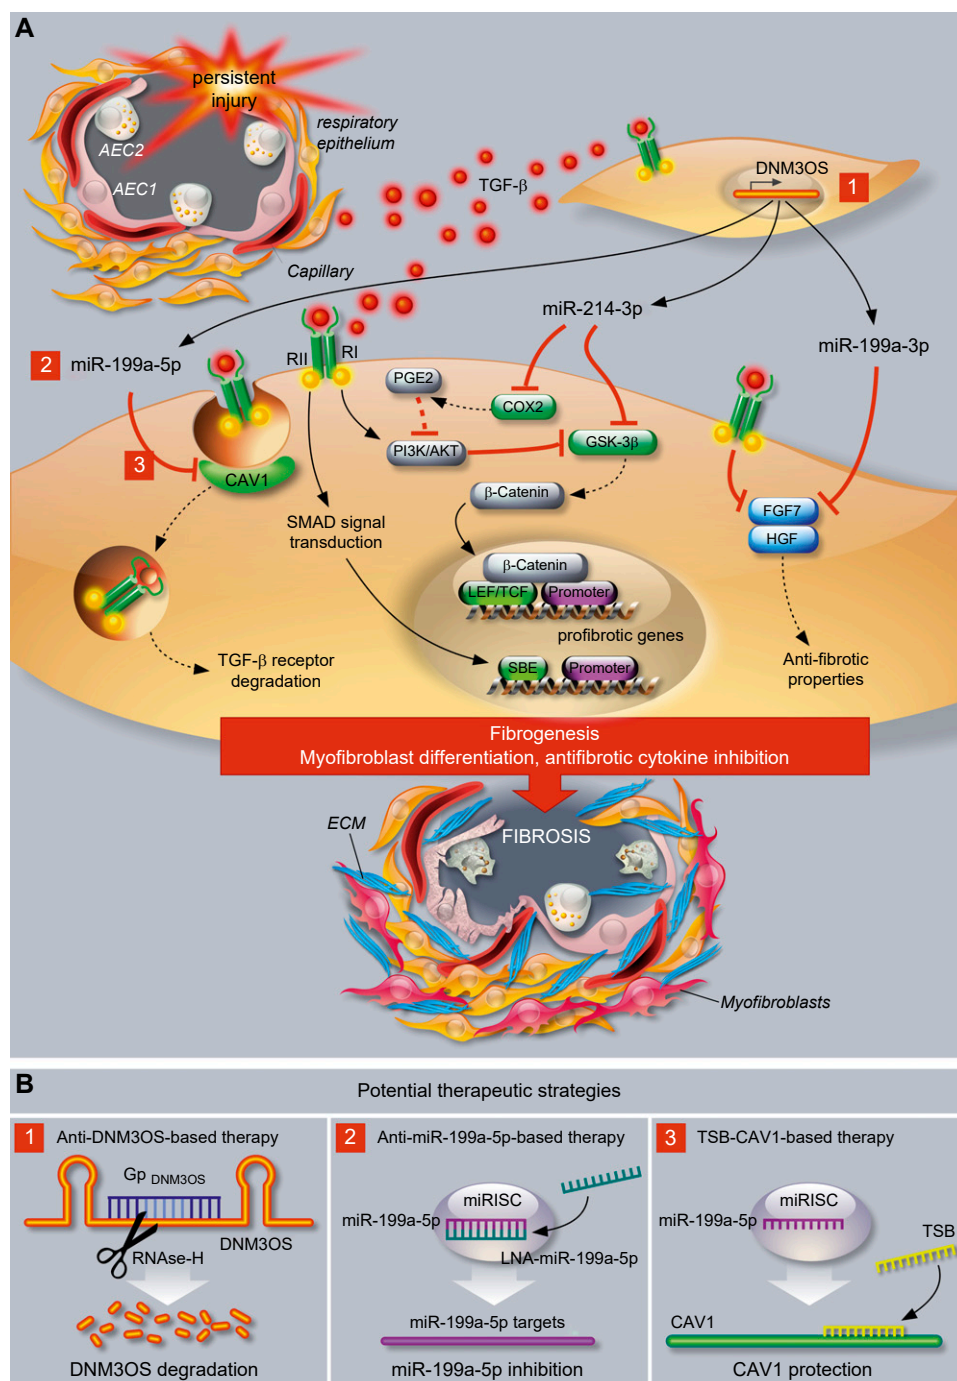 A
persistent
injury
respiratory
epithelium
AEC2
AEC1
Capillary
TGF-β
DNM3OS
1
miR-214-3p
miR-199a-3p
2
miR-199a-5p
RII
RI
PGE2
COX2
3
CAV1
PI3K/AKT
GSK-3β
β-Catenin
SMAD signal
transduction
FGF7
HGF
β-Catenin
LEF/TCF
Promoter
profibrotic genes
SBE
Promoter
TGF-β receptor
degradation
Anti-fibrotic
properties
Fibrogenesis
Myofibroblast differentiation, antifibrotic cytokine inhibition
ECM
FIBROSIS
Myofibroblasts
B
Potential therapeutic strategies
1 Anti-DNM3OS-based therapy
Gp DNM3OS
DNM3OS
RNAse-H
DNM3OS degradation
2 Anti-miR-199a-5p-based therapy
miRISC
miR-199a-5p
LNA-miR-199a-5p
miR-199a-5p targets
miR-199a-5p inhibition
3 TSB-CAV1-based therapy
miRISC
miR-199a-5p
TSB
CAV1
CAV1 protection